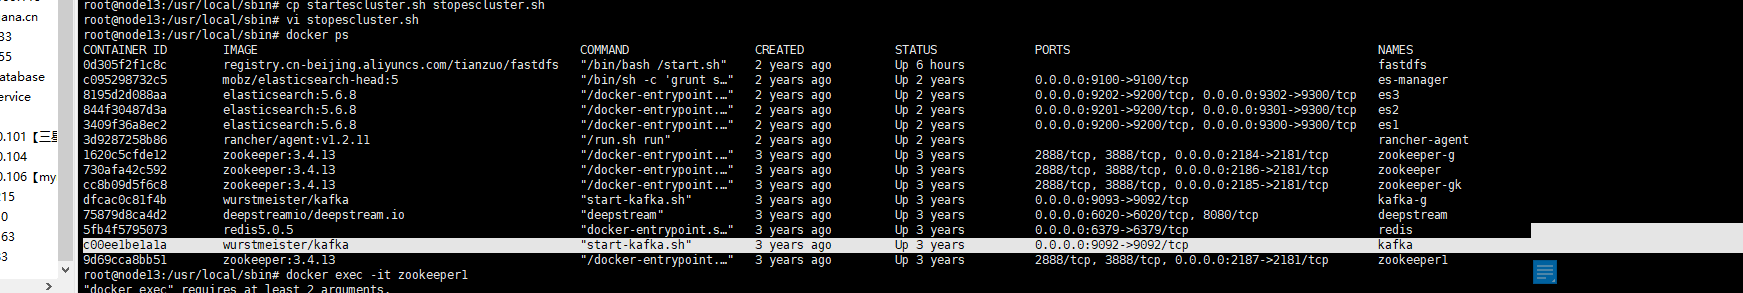 ana.cn
33
55
atabase
ervice
0.101【三星
0.104
0.106【my
215
0
63
33
root@node13:/usr/local/sbin# cp startescluster.sh stopescluster.sh
root@node13:/usr/local/sbin# vi stopescluster.sh
root@node13:/usr/local/sbin# docker ps
CONTAINER ID IMAGE COMMAND CREATED STATUS PORTS NAMES
0d305f2f1c8c registry.cn-beijing.aliyuncs.com/tianzuo/fastdfs "/bin/bash /start.sh" 2 years ago Up 6 hours fastdfs
c095298732c5 mobz/elasticsearch-head:5 "/bin/sh -c 'grunt s…" 2 years ago Up 2 years 0.0.0.0:9100->9100/tcp es-manager
8195d2d088aa elasticsearch:5.6.8 "/docker-entrypoint.…" 2 years ago Up 2 years 0.0.0.0:9202->9200/tcp, 0.0.0.0:9302->9300/tcp es3
844f30487d3a elasticsearch:5.6.8 "/docker-entrypoint.…" 2 years ago Up 2 years 0.0.0.0:9201->9200/tcp, 0.0.0.0:9301->9300/tcp es2
3409f36a8ec2 elasticsearch:5.6.8 "/docker-entrypoint.…" 2 years ago Up 2 years 0.0.0.0:9200->9200/tcp, 0.0.0.0:9300->9300/tcp es1
3d9287258b86 rancher/agent:v1.2.11 "/run.sh run" 2 years ago Up 2 years rancher-agent
1620c5cfde12 zookeeper:3.4.13 "/docker-entrypoint.…" 3 years ago Up 3 years 2888/tcp, 3888/tcp, 0.0.0.0:2184->2181/tcp zookeeper-g
730afa42c592 zookeeper:3.4.13 "/docker-entrypoint.…" 3 years ago Up 3 years 2888/tcp, 3888/tcp, 0.0.0.0:2186->2181/tcp zookeeper
cc8b09d5f6c8 zookeeper:3.4.13 "/docker-entrypoint.…" 3 years ago Up 3 years 2888/tcp, 3888/tcp, 0.0.0.0:2185->2181/tcp zookeeper-gk
dfcac0c81f4b wurstmeister/kafka "start-kafka.sh" 3 years ago Up 3 years 0.0.0.0:9093->9092/tcp kafka-g
75879d8ca4d2 deepstreamio/deepstream.io "deepstream" 3 years ago Up 3 years 0.0.0.0:6020->6020/tcp, 8080/tcp deepstream
5fb4f5795073 redis5.0.5 "docker-entrypoint.s…" 3 years ago Up 3 years 0.0.0.0:6379->6379/tcp redis
c00ee1be1a1a wurstmeister/kafka "start-kafka.sh" 3 years ago Up 3 years 0.0.0.0:9092->9092/tcp kafka
9d69cca8bb51 zookeeper:3.4.13 "/docker-entrypoint.…" 3 years ago Up 3 years 2888/tcp, 3888/tcp, 0.0.0.0:2187->2181/tcp zookeeper1
root@node13:/usr/local/sbin# docker exec -it zookeeper1
"docker exec" requires at least 2 arguments.